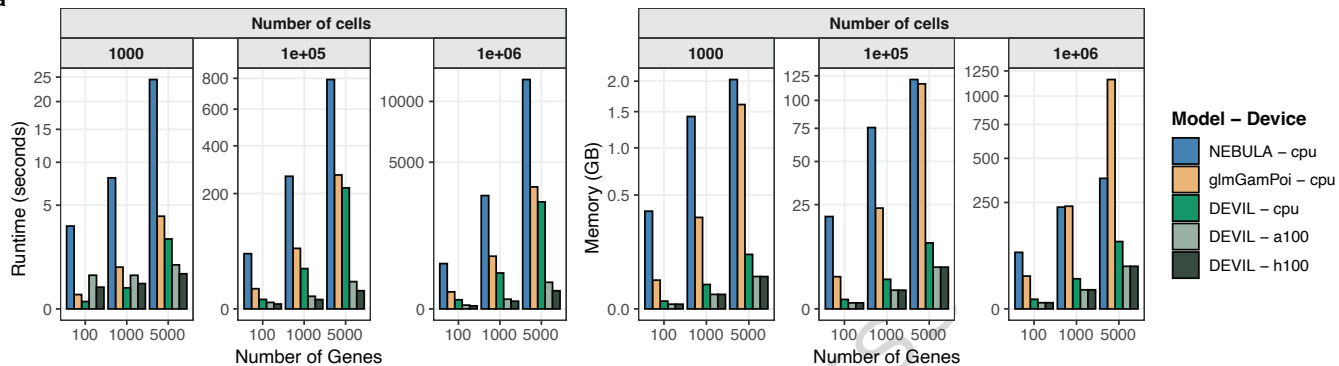 Number of cells
1000
1e+05
1e+06
Runtime (seconds)
25
20
15
10
5
0
800
600
400
200
0
10000
5000
0
100 1000 5000
100 1000 5000
100 1000 5000
Number of Genes
Number of cells
1000
1e+05
1e+06
Memory (GB)
2.0
1.5
1.0
0.5
0.0
125
100
75
50
25
0
1250
1000
750
500
250
0
100 1000 5000
100 1000 5000
100 1000 5000
Number of Genes
Model – Device
NEBULA – cpu
glmGamPoi – cpu
DEVIL – cpu
DEVIL – a100
DEVIL – h100